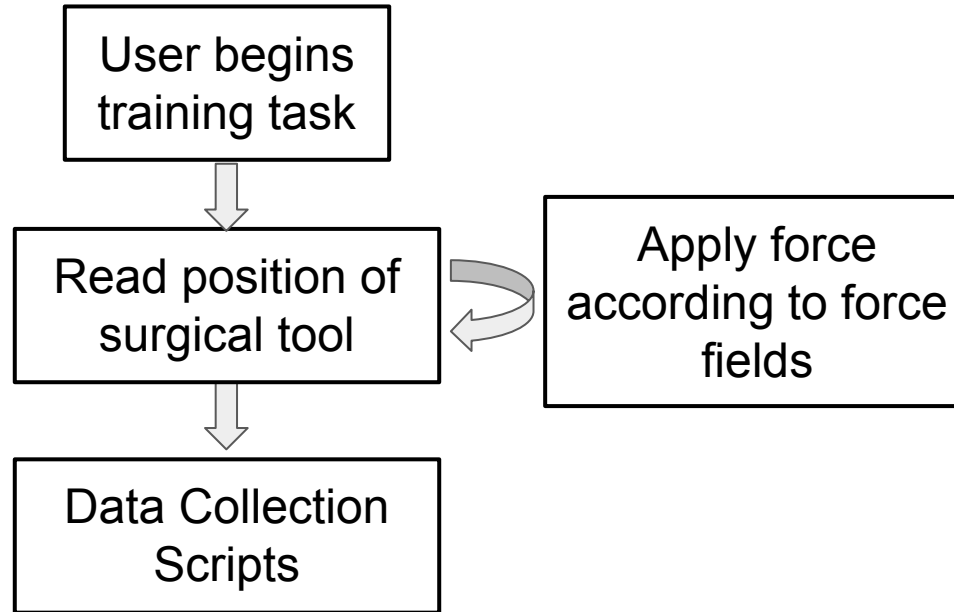 User begins
training task
Read position of
surgical tool
Apply force
according to force
fields
Data Collection
Scripts